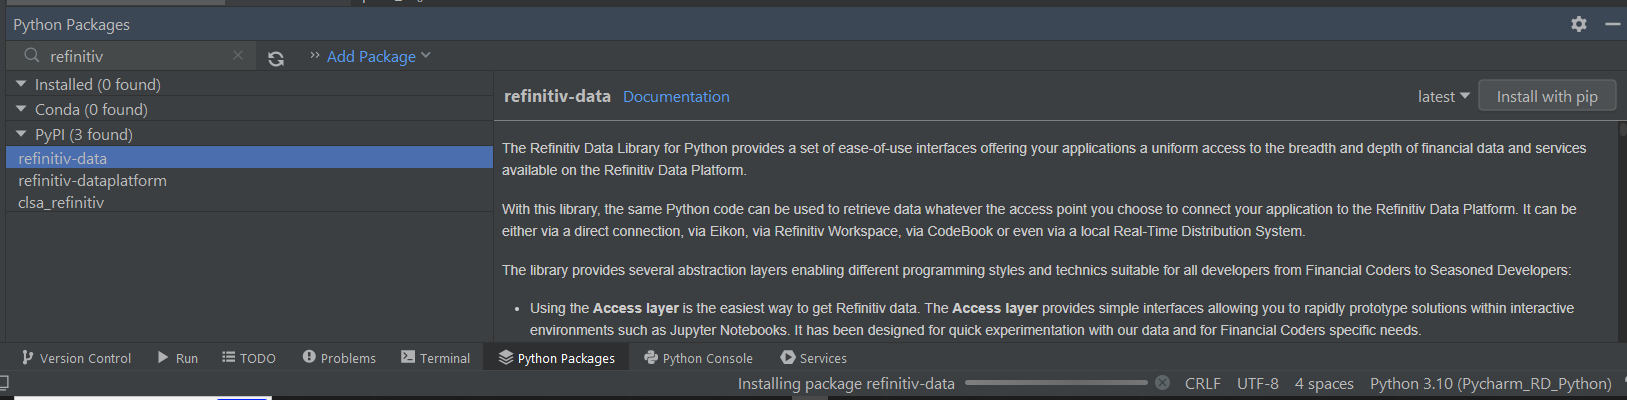 Python Packages
refinitiv
Add Package
Installed (0 found)
Conda (0 found)
PyPI (3 found)
refinitiv-data
refinitiv-dataplatform
clsa_refinitiv
refinitiv-data Documentation latest Install with pip
The Refinitiv Data Library for Python provides a set of ease-of-use interfaces offering your applications a uniform access to the breadth and depth of financial data and services
available on the Refinitiv Data Platform.
With this library, the same Python code can be used to retrieve data whatever the access point you choose to connect your application to the Refinitiv Data Platform. It can be
either via a direct connection, via Eikon, via Refinitiv Workspace, via CodeBook or even via a local Real-Time Distribution System.
The library provides several abstraction layers enabling different programming styles and technics suitable for all developers from Financial Coders to Seasoned Developers:
• Using the Access layer is the easiest way to get Refinitiv data. The Access layer provides simple interfaces allowing you to rapidly prototype solutions within interactive
environments such as Jupyter Notebooks. It has been designed for quick experimentation with our data and for Financial Coders specific needs.
Version Control Run TODO Problems Terminal Python Packages Python Console Services
Installing package refinitiv-data CRLF UTF-8 4 spaces Python 3.10 (Pycharm_RD_Python)